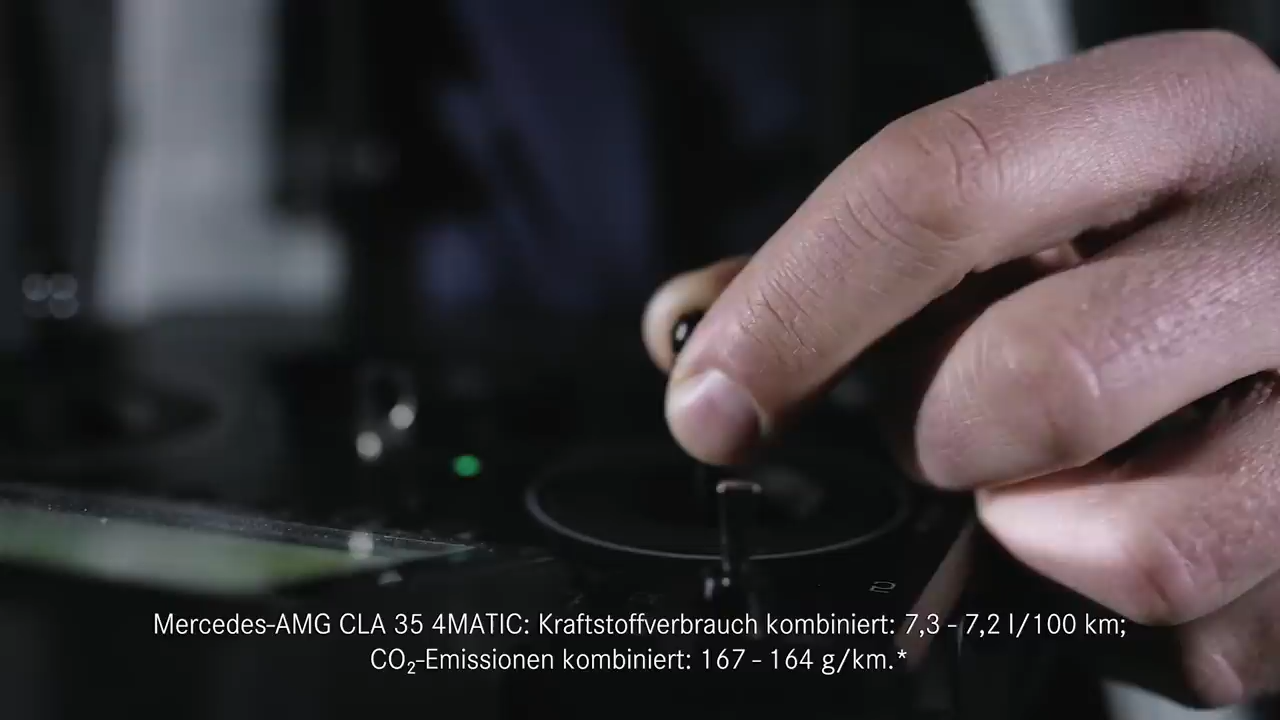 Mercedes-AMG CLA 35 4MATIC: Kraftstoffverbrauch kombiniert: 7,3 - 7,2 l/100 km;
CO₂-Emissionen kombiniert: 167 - 164 g/km.*